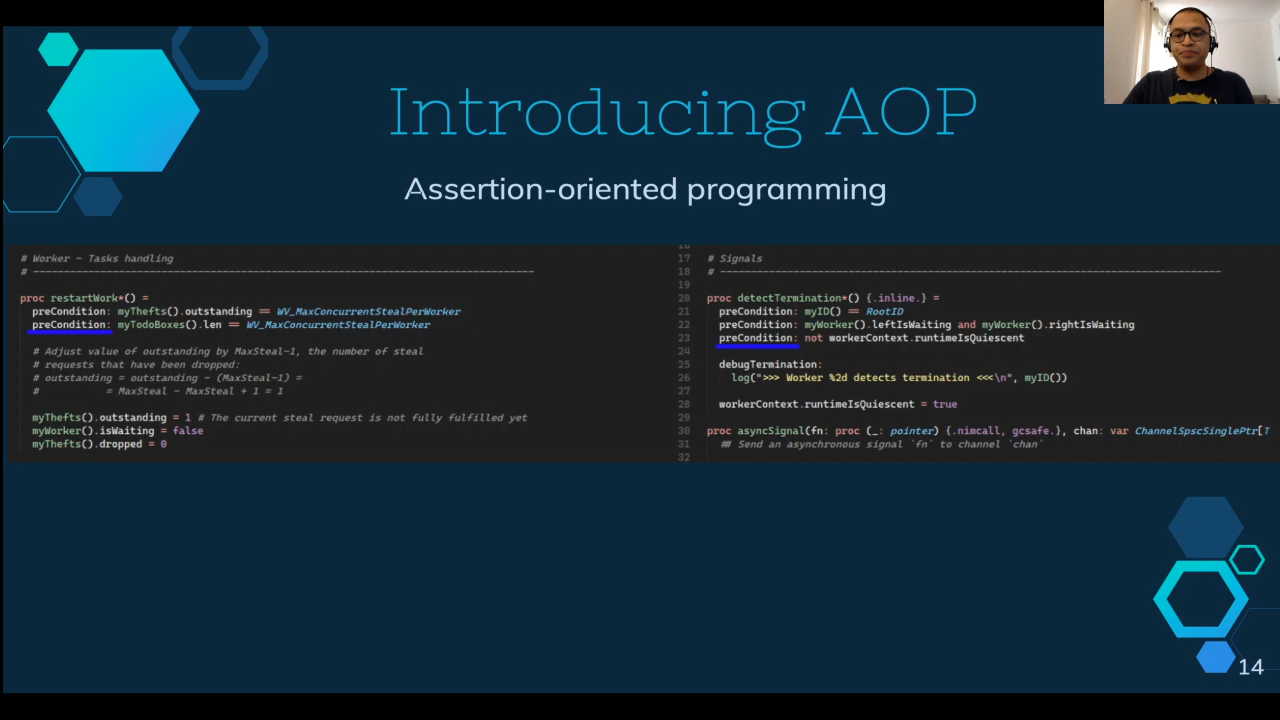 Introducing AOP
Assertion-oriented programming
# Worker - Tasks handling
# ----------------------------------------------------------------------------------
proc restartWork*() =
preCondition: myThefts().outstanding == WV_MaxConcurrentStealPerWorker
preCondition: myTodoBoxes().len == WV_MaxConcurrentStealPerWorker
# Adjust value of outstanding by MaxSteal-1, the number of steal
# requests that have been dropped:
# outstanding = outstanding - (MaxSteal-1) =
# = MaxSteal - MaxSteal + 1 = 1
myThefts().outstanding = 1 # The current steal request is not fully fulfilled yet
myWorker().isWaiting = false
myThefts().dropped = 0
16
17 # Signals
18 # ----------------------------------------------------------------------------------
19
20 proc detectTermination*() {.inline.} =
21 preCondition: myID() == RootID
22 preCondition: myWorker().leftIsWaiting and myWorker().rightIsWaiting
23 preCondition: not workerContext.runtimeIsQuiescent
24
25 debugTermination:
26 log(">>> Worker %2d detects termination <<<\n", myID())
27
28 workerContext.runtimeIsQuiescent = true
29
30 proc asyncSignal(fn: proc (_: pointer) {.nimcall, gcsafe.}, chan: var ChannelSpscSinglePtr[T
31 ## Send an asynchronous signal `fn` to channel `chan`
32
14